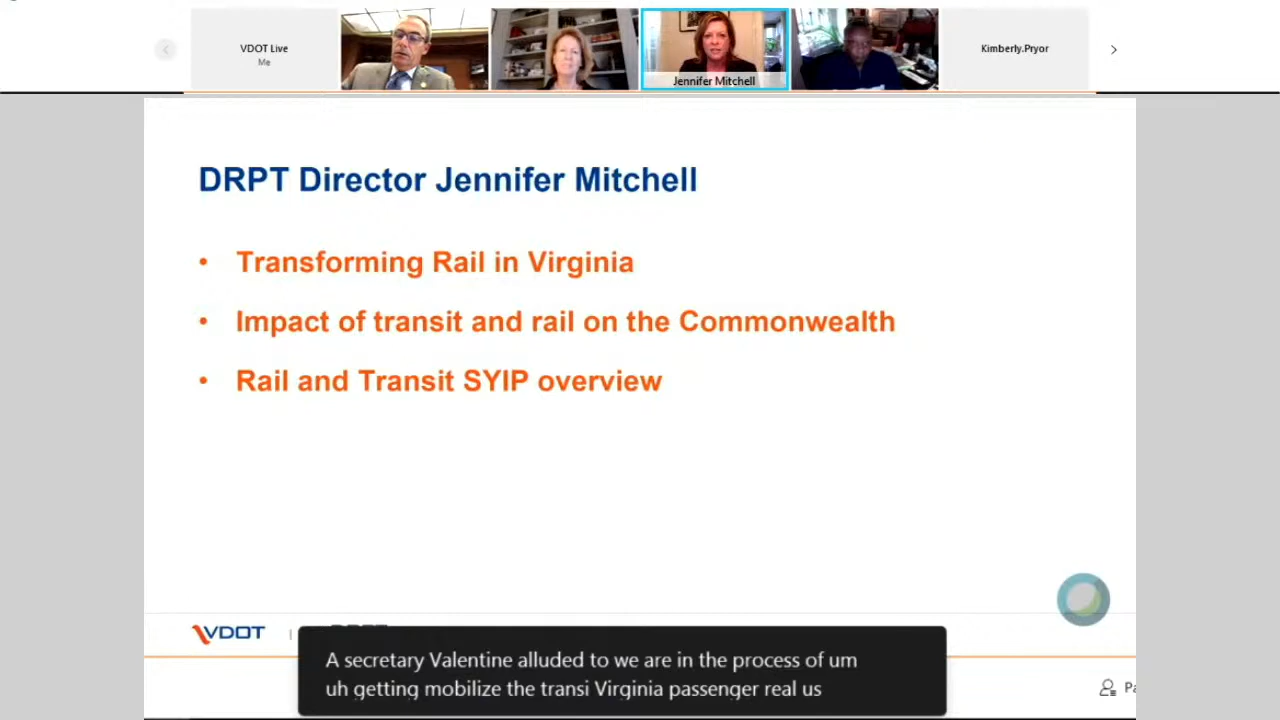 VDOT Live
Me
Jennifer Mitchell
Kimberly.Pryor
DRPT Director Jennifer Mitchell
• Transforming Rail in Virginia
• Impact of transit and rail on the Commonwealth
• Rail and Transit SYIP overview
VDOT |
A secretary Valentine alluded to we are in the process of um
uh getting mobilize the transi Virginia passenger real us